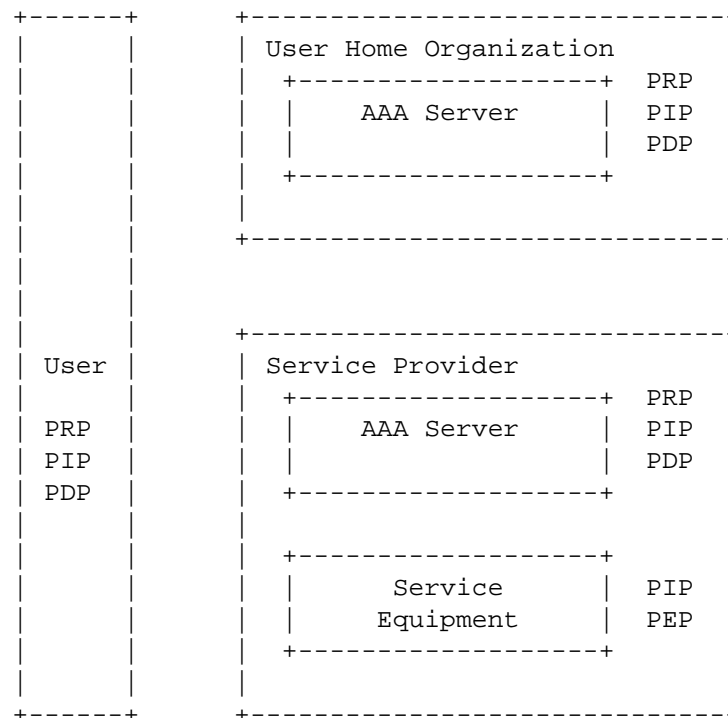 User Home Organization
PRP
AAA Server PIP
PDP
User Service Provider
PRP
PRP AAA Server PIP
PIP PDP
PDP
Service PIP
Equipment PEP